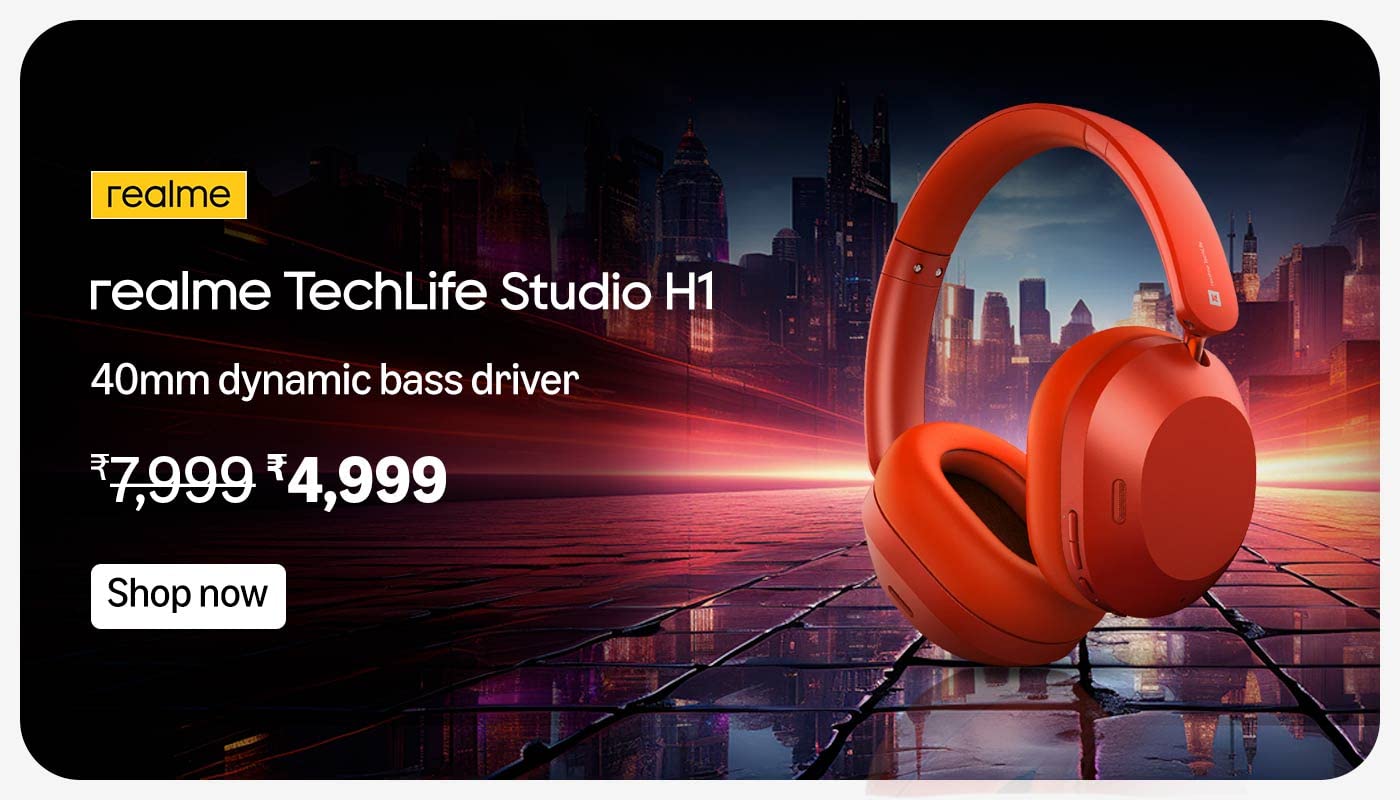 realme
realme TechLife Studio H1
40mm dynamic bass driver
₹7,999 ₹4,999
Shop now